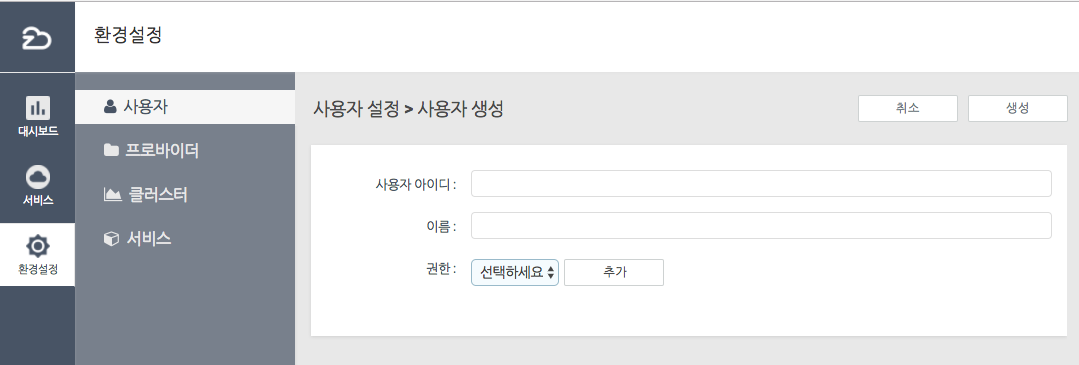 환경설정
대시보드
서비스
환경설정
사용자
프로바이더
클러스터
서비스
사용자 설정 > 사용자 생성
취소
생성
사용자 아이디 :
이름 :
권한 :
선택하세요
추가